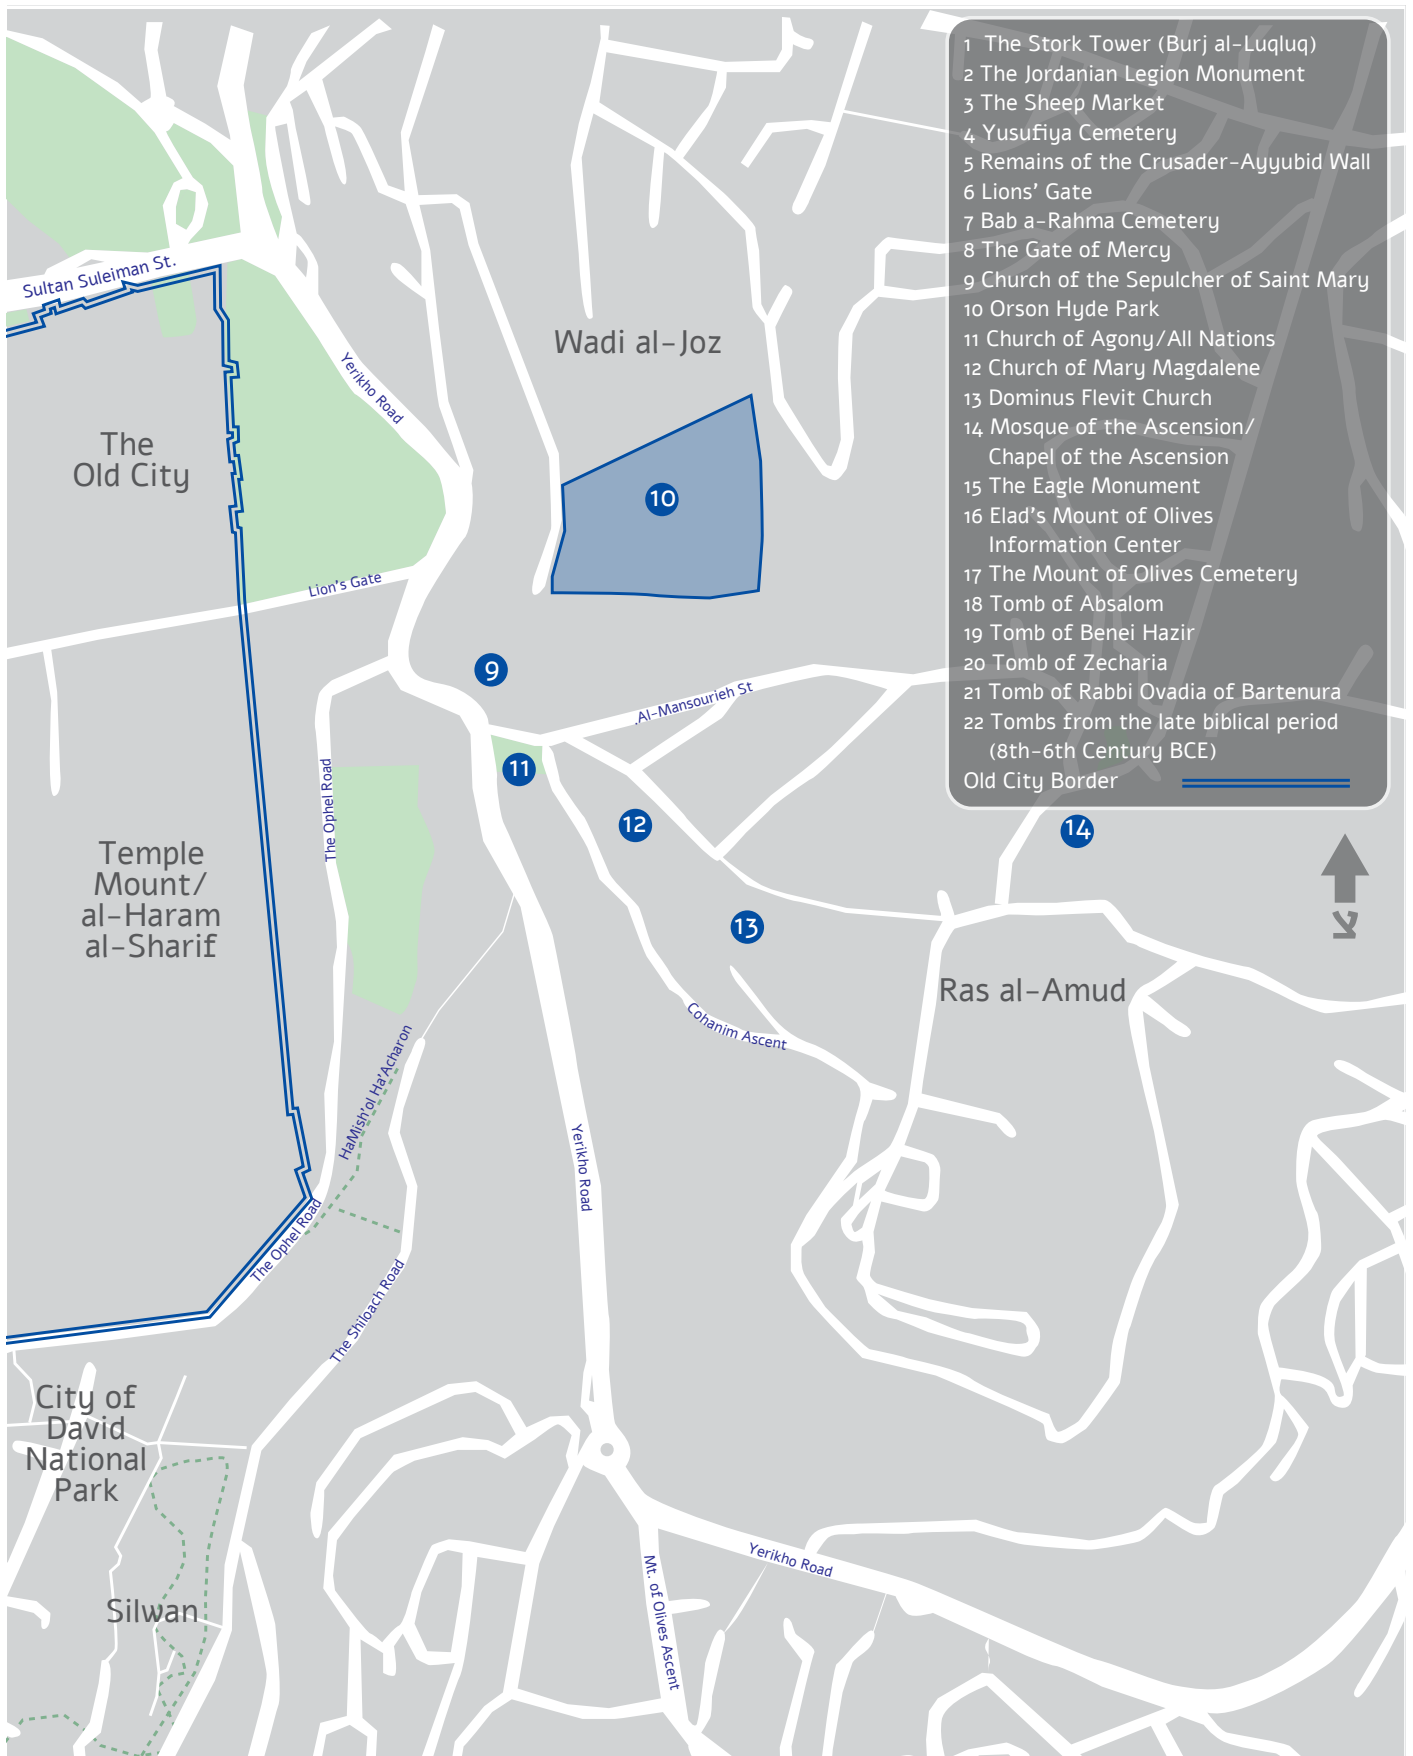 1 The Stork Tower (Burj al-Luqluq)
2 The Jordanian Legion Monument
3 The Sheep Market
4 Yusufiya Cemetery
5 Remains of the Crusader-Ayyubid Wall
6 Lions' Gate
7 Bab a-Rahma Cemetery
8 The Gate of Mercy
9 Church of the Sepulcher of Saint Mary
10 Orson Hyde Park
11 Church of Agony/All Nations
12 Church of Mary Magdalene
13 Dominus Flevit Church
14 Mosque of the Ascension/
Chapel of the Ascension
15 The Eagle Monument
16 Elad's Mount of Olives
Information Center
17 The Mount of Olives Cemetery
18 Tomb of Absalom
19 Tomb of Benei Hazir
20 Tomb of Zecharia
21 Tomb of Rabbi Ovadia of Bartenura
22 Tombs from the late biblical period
(8th-6th Century BCE)
Old City Border
Sultan Suleiman St.
Wadi al-Joz
Yerikho Road
The
Old City
10
Lion's Gate
9
.Al-Mansourieh St
11
The Ophel Road
12
14
Temple
Mount/
al-Haram
al-Sharif
13
צ
Ras al-Amud
Cohanim Ascent
HaMish'ol Ha'Acharon
Yerikho Road
The Ophel Road
The Shiloach Road
City of
David
National
Park
Yerikho Road
Mt. of Olives Ascent
Silwan